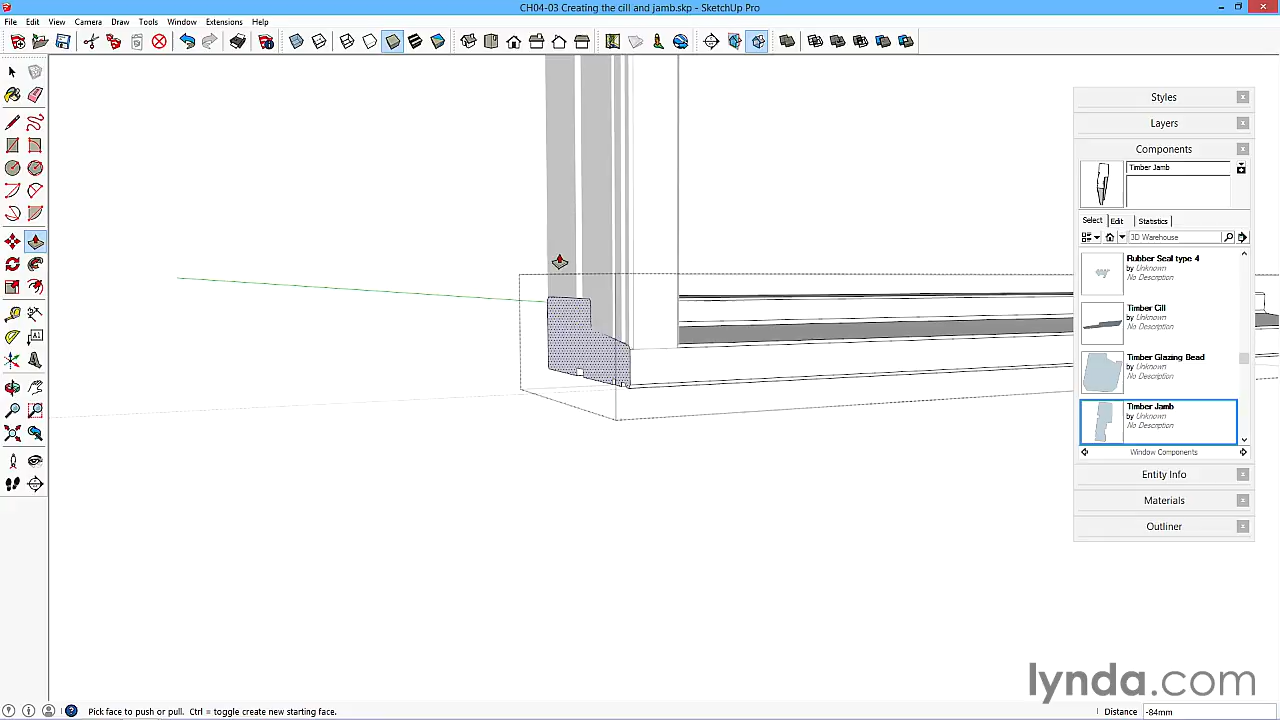 CH04-03 Creating the cill and jamb.skp - SketchUp Pro
File Edit View Camera Draw Tools Window Extensions Help
Styles
Layers
Components
Timber Jamb
Select Edit Statistics
3D Warehouse
Rubber Seal type 4
by Unknown
No Description
Timber Cill
by Unknown
No Description
Timber Glazing Bead
by Unknown
No Description
Timber Jamb
by Unknown
No Description
Window Components
Entity Info
Materials
Outliner
lynda.com
Pick face to push or pull. Ctrl = toggle create new starting face.
Distance -84mm